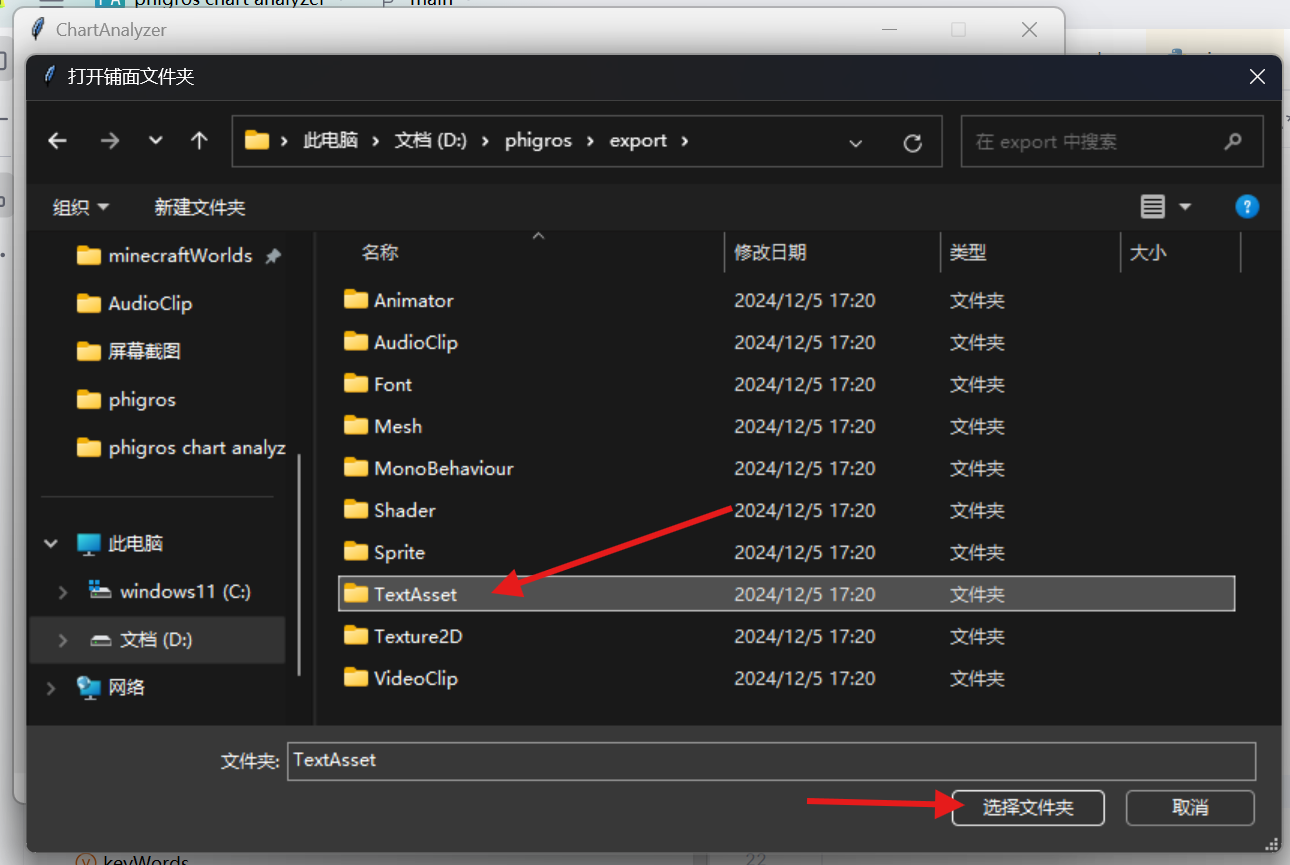 phigros chart analyzer
main
ChartAnalyzer
打开铺面文件夹
此电脑 文档 (D:) phigros export
在 export 中搜索
组织 新建文件夹
名称 修改日期 类型 大小
minecraftWorlds
AudioClip
屏幕截图
phigros
phigros chart analyz
此电脑
windows11 (C:)
文档 (D:)
网络
Animator 2024/12/5 17:20 文件夹
AudioClip 2024/12/5 17:20 文件夹
Font 2024/12/5 17:20 文件夹
Mesh 2024/12/5 17:20 文件夹
MonoBehaviour 2024/12/5 17:20 文件夹
Shader 2024/12/5 17:20 文件夹
Sprite 2024/12/5 17:20 文件夹
TextAsset 2024/12/5 17:20 文件夹
Texture2D 2024/12/5 17:20 文件夹
VideoClip 2024/12/5 17:20 文件夹
文件夹: TextAsset
选择文件夹 取消
keyWords
22